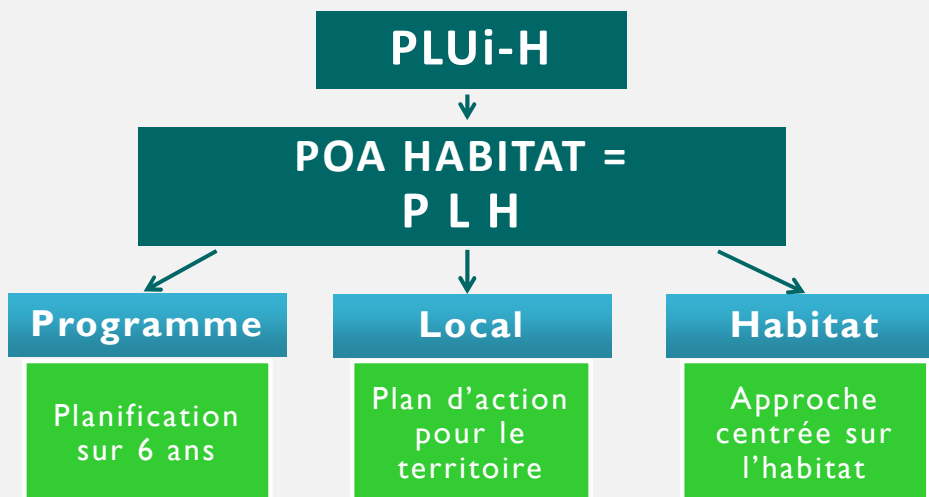 PLUi-H
POA HABITAT =
P L H
Programme
Local
Habitat
Planification
sur 6 ans
Plan d’action
pour le
territoire
Approche
centrée sur
l’habitat